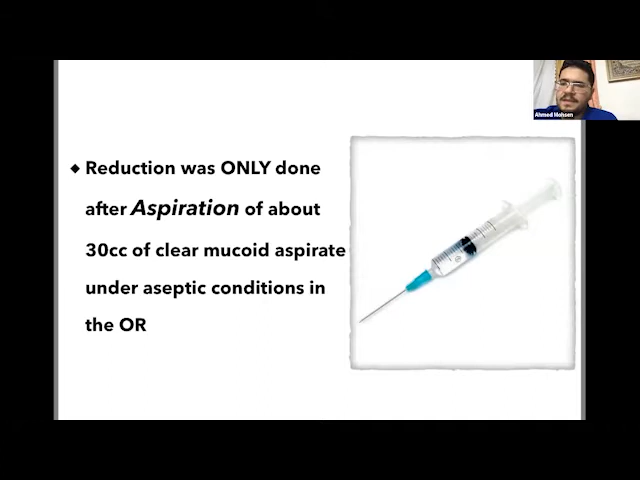 Ahmed Mohsen
◆ Reduction was ONLY done
after Aspiration of about
30cc of clear mucoid aspirate
under aseptic conditions in
the OR